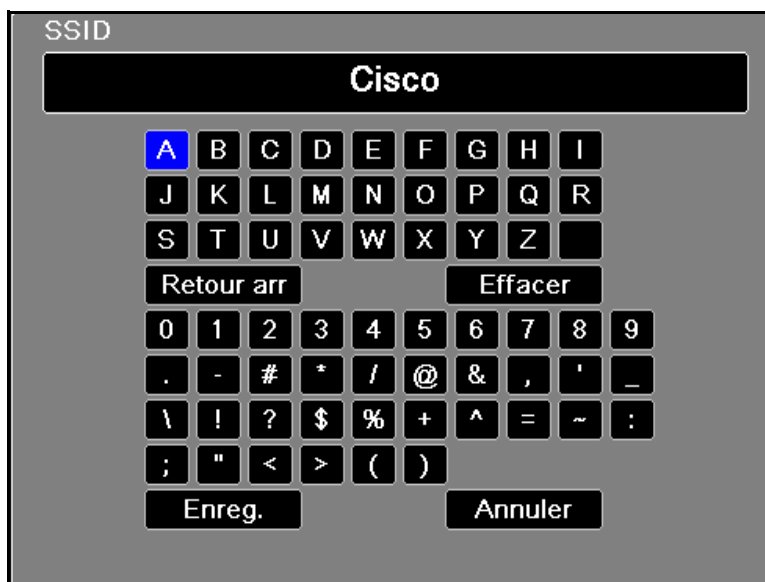 SSID
Cisco
A B C D E F G H I
J K L M N O P Q R
S T U V W X Y Z
Retour arr Effacer
0 1 2 3 4 5 6 7 8 9
. - # * / @ & , ' _
\ ! ? $ % + ^ = ~ :
; " < > ( )
Enreg. Annuler